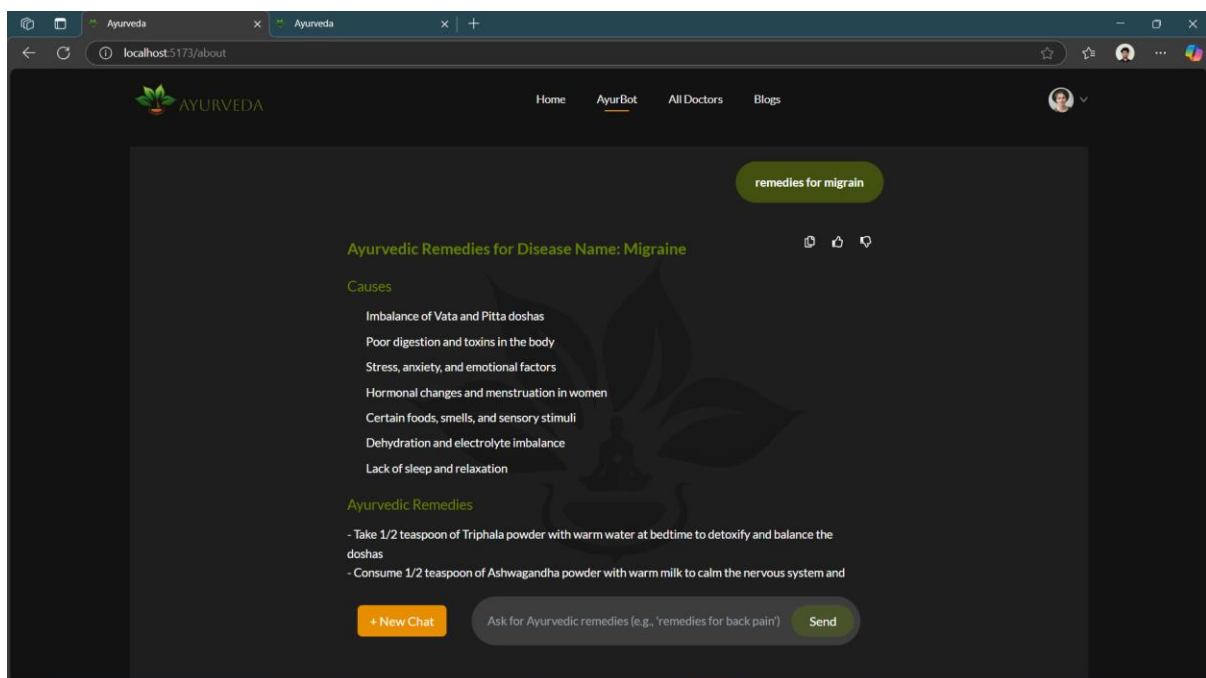 Ayurveda
Ayurveda
localhost:5173/about
AYURVEDA
Home AyurBot All Doctors Blogs
remedies for migrain
Ayurvedic Remedies for Disease Name: Migraine
Causes
Imbalance of Vata and Pitta doshas
Poor digestion and toxins in the body
Stress, anxiety, and emotional factors
Hormonal changes and menstruation in women
Certain foods, smells, and sensory stimuli
Dehydration and electrolyte imbalance
Lack of sleep and relaxation
Ayurvedic Remedies
- Take 1/2 teaspoon of Triphala powder with warm water at bedtime to detoxify and balance the
doshas
- Consume 1/2 teaspoon of Ashwagandha powder with warm milk to calm the nervous system and
+ New Chat
Ask for Ayurvedic remedies (e.g., 'remedies for back pain')
Send